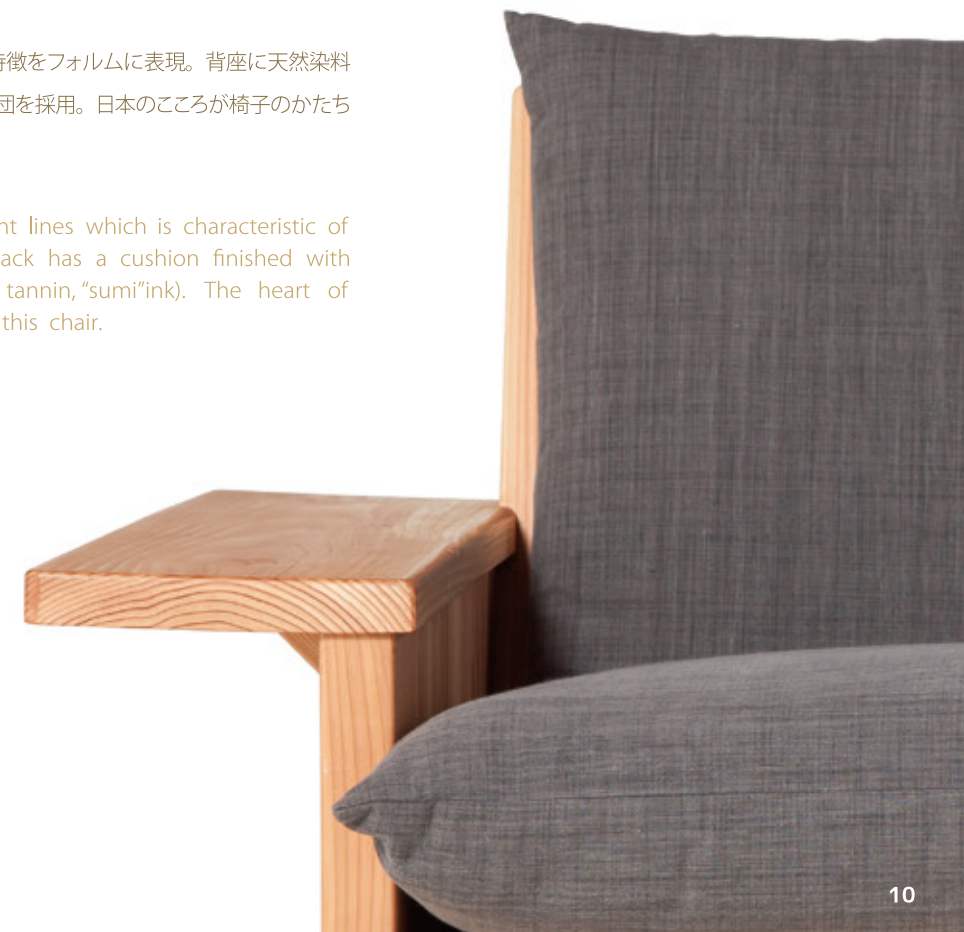 特徴をフォルムに表現。背座に天然染料
団を採用。日本のこころが椅子のかたち
nt lines which is characteristic of
ack has a cushion finished with
tannin, “sumi”ink). The heart of
this chair.
10